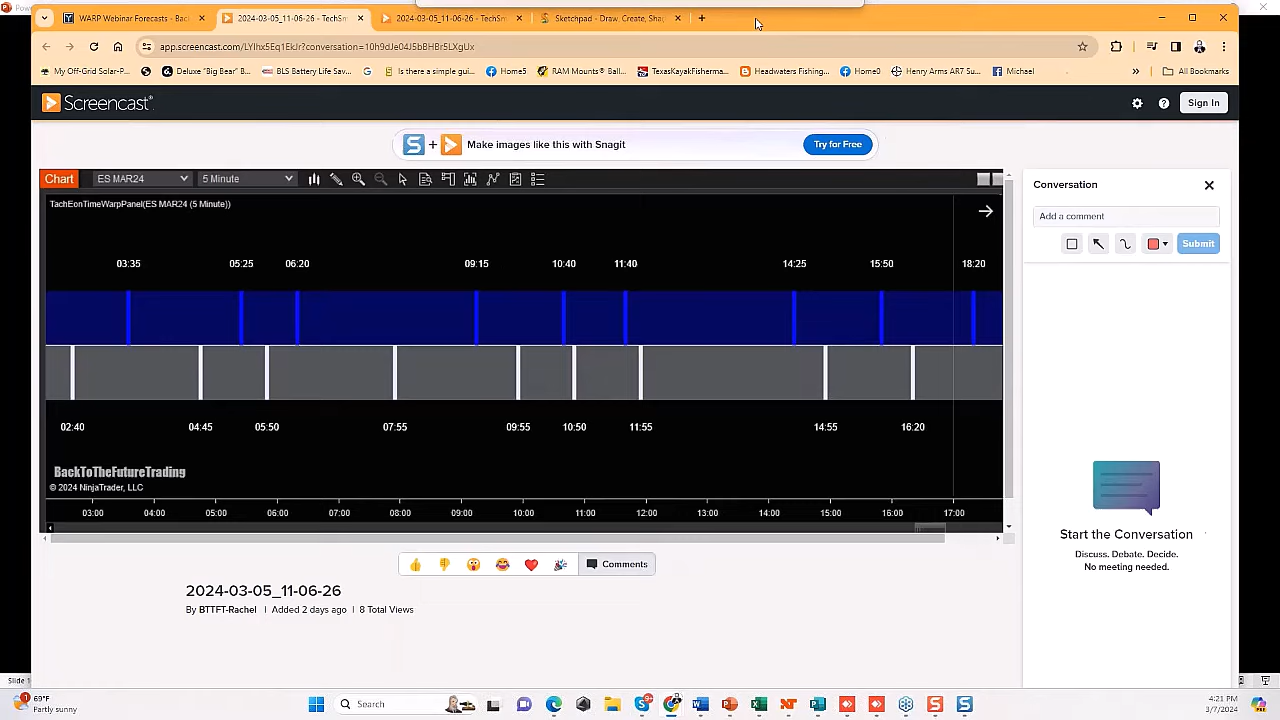 WARP Webinar Forecasts - Bac
2024-03-05_11-06-26 - TechSm
2024-03-05_11-06-26 - TechSm
Sketchpad - Draw, Create, Sha
app.screencast.com/LYlhx5Eq1EkJr?conversation=10h9dJe04J5bBHBr5LXgUx
My Off-Grid Solar-P...
Deluxe "Big Bear" B...
BLS Battery Life Sav...
Is there a simple gui...
Home5
RAM Mounts® Ball...
TexasKayakFisherma...
Headwaters Fishing...
Home0
Henry Arms AR7 Su...
Michael
»
All Bookmarks
Screencast®
Sign In
S + Make images like this with Snagit
Try for Free
Chart
ES MAR24
5 Minute
Conversation
TachEonTimeWarpPanel(ES MAR24 (5 Minute))
Add a comment
Submit
03:35 05:25 06:20 09:15 10:40 11:40 14:25 15:50 18:20
02:40 04:45 05:50 07:55 09:55 10:50 11:55 14:55 16:20
BackToTheFutureTrading
© 2024 NinjaTrader, LLC
03:00 04:00 05:00 06:00 07:00 08:00 09:00 10:00 11:00 12:00 13:00 14:00 15:00 16:00 17:00
Start the Conversation
Discuss. Debate. Decide.
No meeting needed.
Comments
2024-03-05_11-06-26
By BTTFT-Rachel | Added 2 days ago | 8 Total Views
Slide
69°F
Partly sunny
Search
4:21 PM
3/7/2024